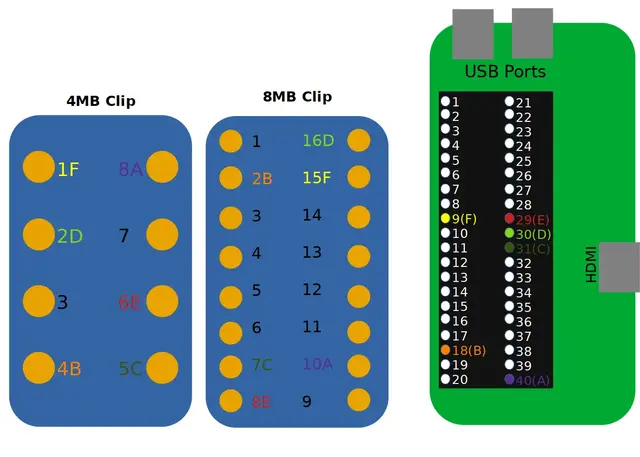 4MB Clip
1F 8A
2D 7
3 6E
4B 5C
8MB Clip
1 16D
2B 15F
3 14
4 13
5 12
6 11
7C 10A
8E 9
USB Ports
1 21
2 22
3 23
4 24
5 25
6 26
7 27
8 28
9(F) 29(E)
10 30(D)
11 31(C)
12 32
13 33
14 34
15 35
16 36
17 37
18(B) 38
19 39
20 40(A)
HDMI